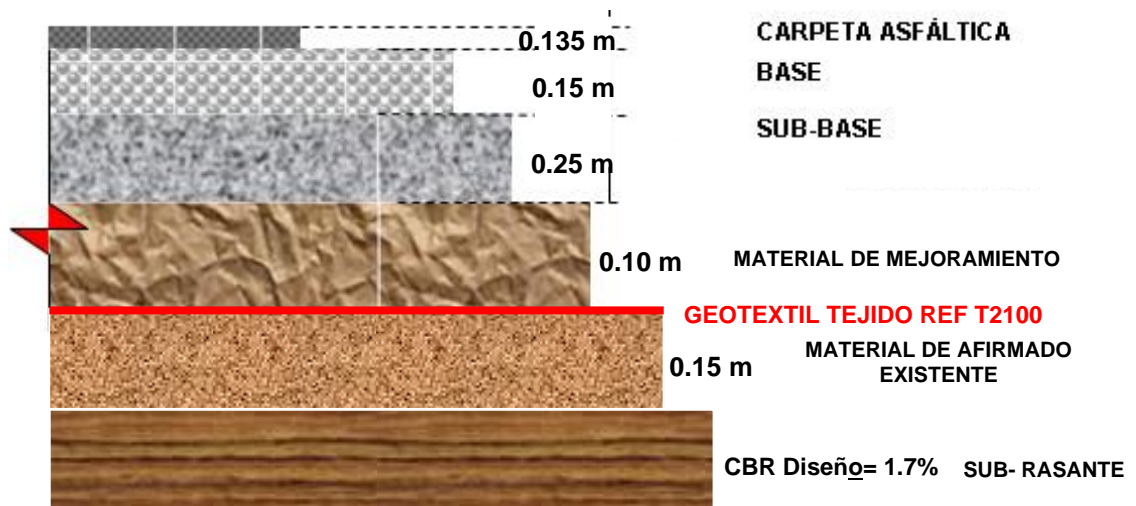 0.135 m
CARPETA ASFÁLTICA
0.15 m
BASE
0.25 m
SUB-BASE
0.10 m
MATERIAL DE MEJORAMIENTO
GEOTEXTIL TEJIDO REF T2100
0.15 m
MATERIAL DE AFIRMADO
EXISTENTE
CBR Diseño= 1.7%
SUB- RASANTE